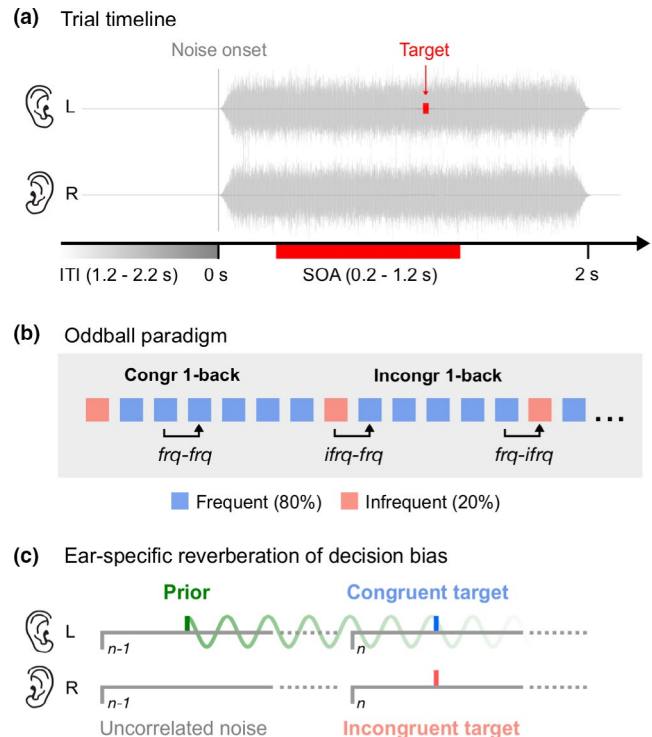 (a) Trial timeline
Noise onset Target
L
R
ITI (1.2 - 2.2 s) 0 s SOA (0.2 - 1.2 s) 2 s
(b) Oddball paradigm
Congr 1-back Incongr 1-back
...
frq-frq ifrq-frq frq-ifrq
Frequent (80%) Infrequent (20%)
(c) Ear-specific reverberation of decision bias
Prior Congruent target
L
n-1 n
R
n-1 n
Uncorrelated noise Incongruent target